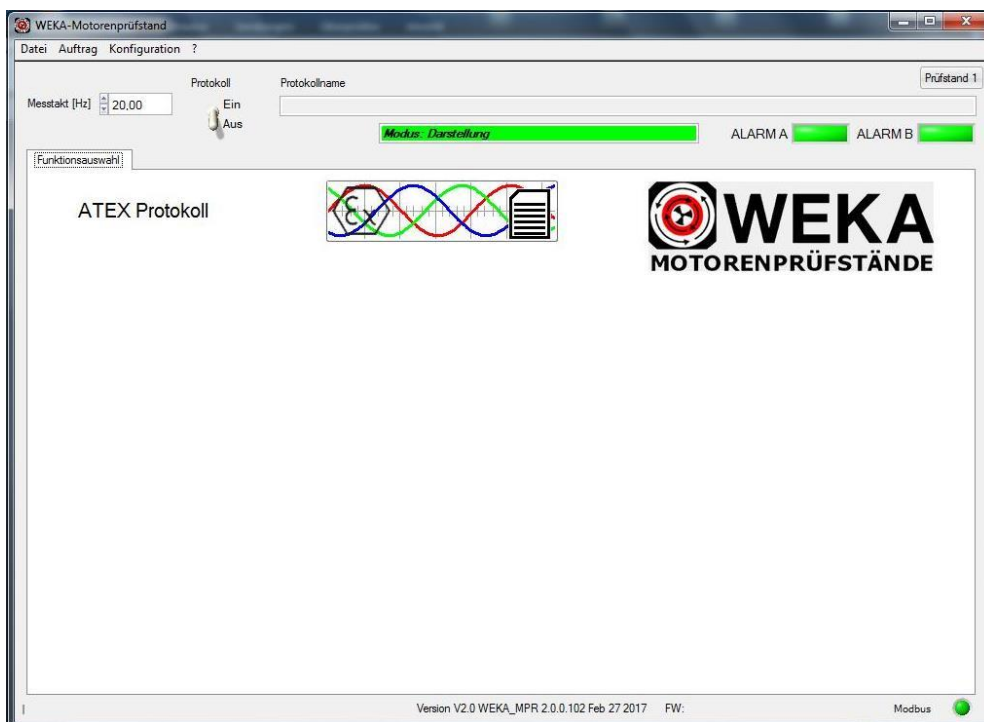 WEKA-Motorenprüfstand
Datei Auftrag Konfiguration ?
Prüfstand 1
Protokoll Protokollname
Messtakt [Hz] 20,00 Ein
Aus
Modus: Darstellung ALARM A ALARM B
Funktionsauswahl
ATEX Protokoll
Ex
WEKA
MOTORENPRÜFSTÄNDE
Version V2.0 WEKA_MPR 2.0.0.102 Feb 27 2017 FW: Modbus